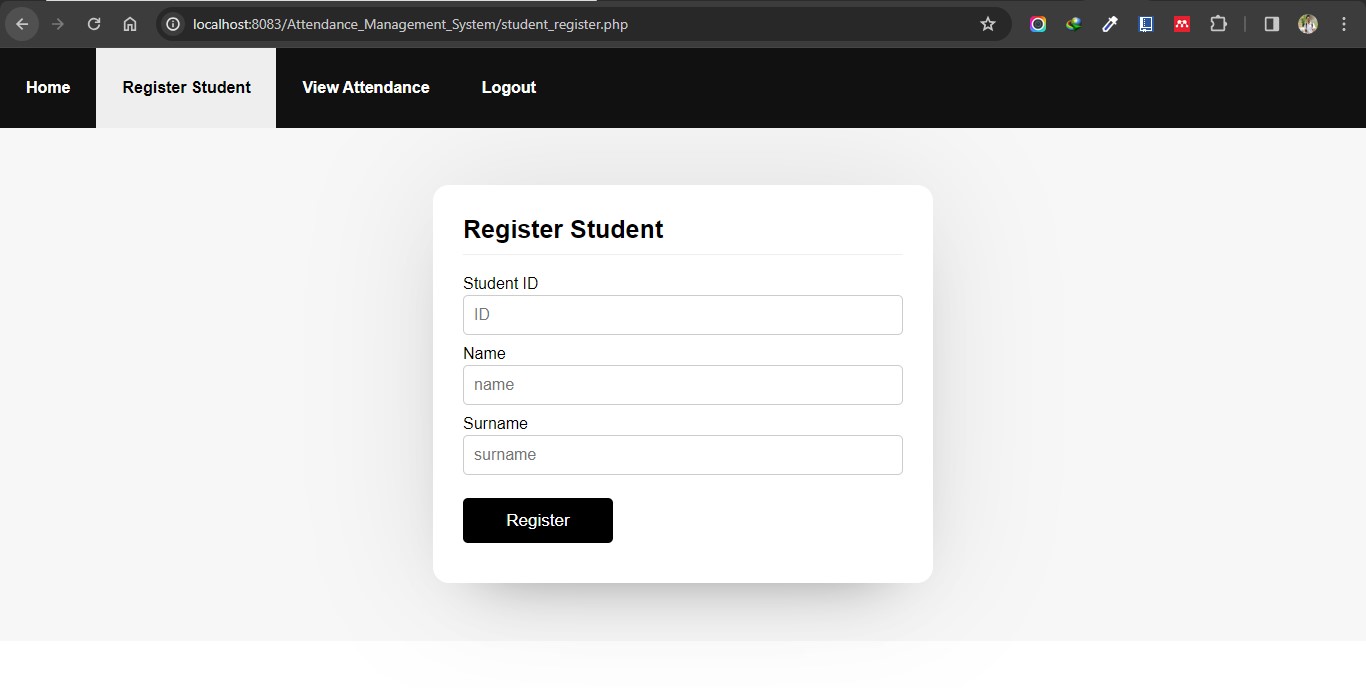 localhost:8083/Attendance_Management_System/student_register.php
Home Register Student View Attendance Logout
Register Student
Student ID
ID
Name
name
Surname
surname
Register